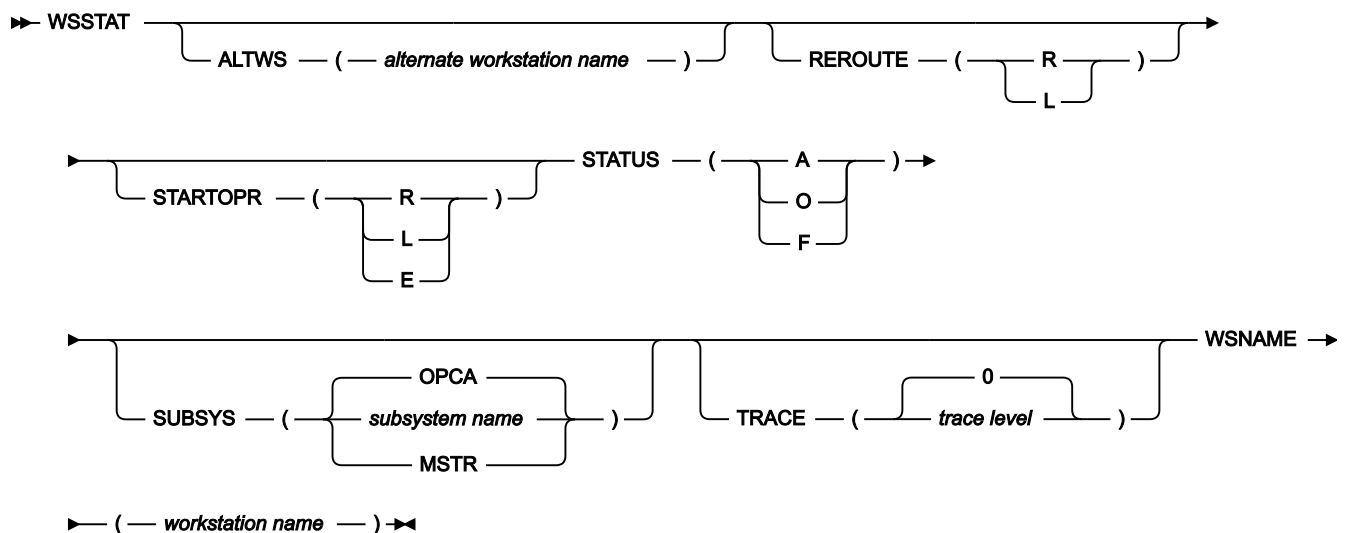 WSSTAT
ALTWS ( alternate workstation name ) REROUTE ( R )
L
STARTOPR ( R ) STATUS ( A )
L O
E F
SUBSYS ( OPCA ) TRACE ( 0 ) WSNAME
subsystem name trace level
MSTR
( workstation name )